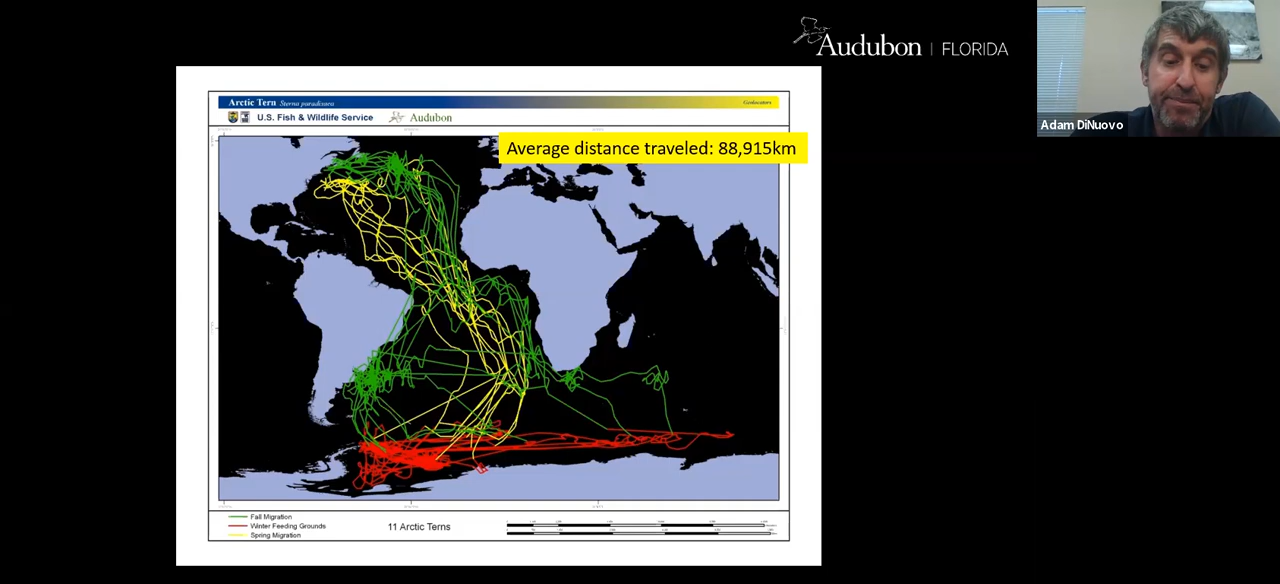 Audubon | FLORIDA
Adam DiNuovo
Arctic Tern Sterna paradisaea
Geolocators
U.S. Fish & Wildlife Service
Audubon
Average distance traveled: 88,915km
Fall Migration
Winter Feeding Grounds
Spring Migration
11 Arctic Terns